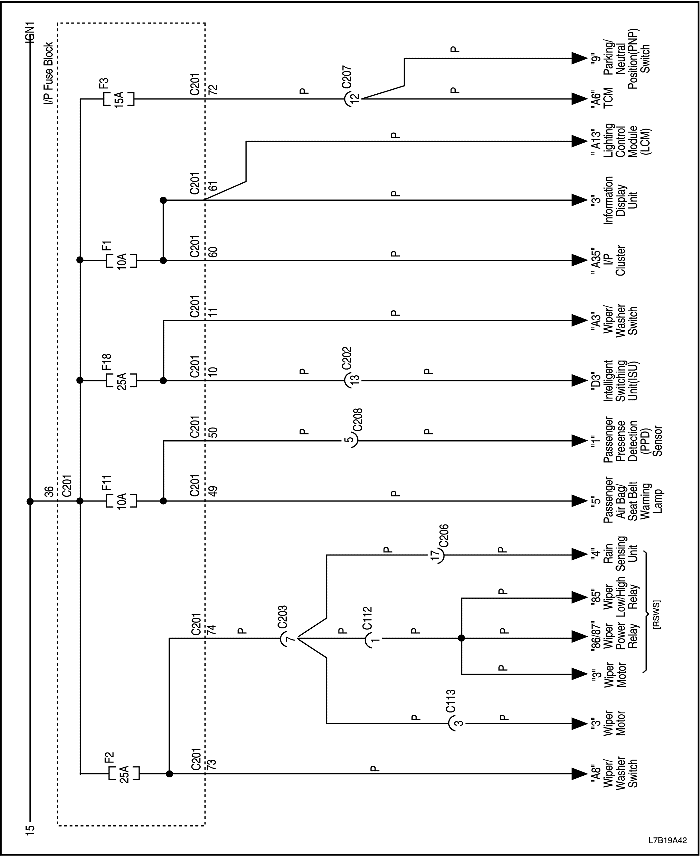 IGN1
15
I/P Fuse Block
36
C201
F3
15A
C201
72
P
C207
12
P
P
"9"
Parking/
Neutral
Position(PNP)
Switch
"A6"
TCM
F1
10A
C201
61
P
" A13"
Lighting
Control
Module
(LCM)
P
"3"
Information
Display
Unit
C201
60
P
" A35"
I/P
Cluster
F18
25A
C201
11
P
"A3"
Wiper/
Washer
Switch
C201
10
P
C202
13
P
"D3"
Intelligent
Switching
Unit(ISU)
F11
10A
C201
50
P
C208
5
P
"1"
Passenger
Presense
Detection
(PPD)
Sensor
C201
49
P
"5"
Passenger
Air Bag/
Seat Belt
Warning
Lamp
F2
25A
C201
74
P
C203
7
P
C206
17
P
"4"
Rain
Sensing
Unit
P
C112
1
P
"85"
Wiper
Low/High
Relay
"86/87"
Wiper
Power
Relay
"3"
Wiper
Motor
[RSWS]
P
C113
3
P
"3"
Wiper
Motor
C201
73
P
"A8"
Wiper/
Washer
Switch
L7B19A42